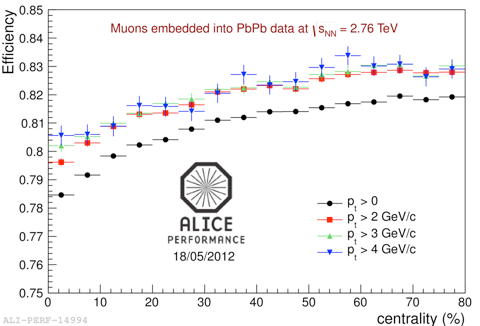 Efficiency
Muons embedded into PbPb data at √sNN = 2.76 TeV
0.85
0.84
0.83
0.82
0.81
0.8
0.79
0.78
0.77
0.76
0.75
ALICE
PERFORMANCE
18/05/2012
pt > 0
pt > 2 GeV/c
pt > 3 GeV/c
pt > 4 GeV/c
0 10 20 30 40 50 60 70 80
centrality (%)
ALI-PERF-14994